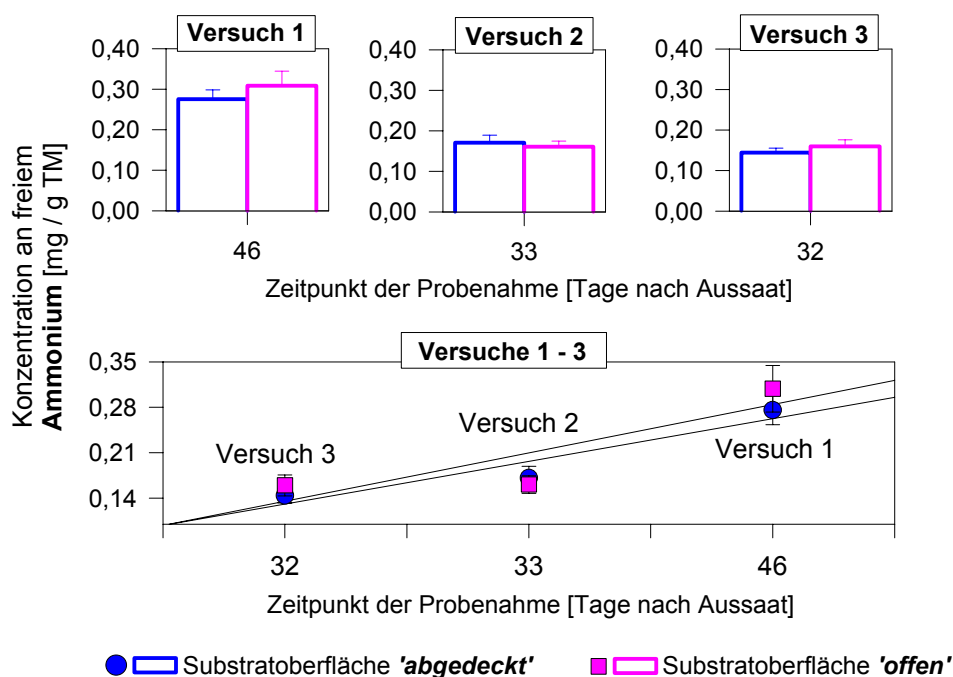 Versuch 1
Versuch 2
Versuch 3
0,40
0,30
0,20
0,10
0,00
0,40
0,30
0,20
0,10
0,00
0,40
0,30
0,20
0,10
0,00
46
33
32
Zeitpunkt der Probenahme [Tage nach Aussaat]
Konzentration an freiem
Ammonium [mg / g TM]
Versuche 1 - 3
0,35
0,28
0,21
0,14
Versuch 3
Versuch 2
Versuch 1
32
33
46
Zeitpunkt der Probenahme [Tage nach Aussaat]
Substratoberfläche 'abgedeckt'
Substratoberfläche 'offen'